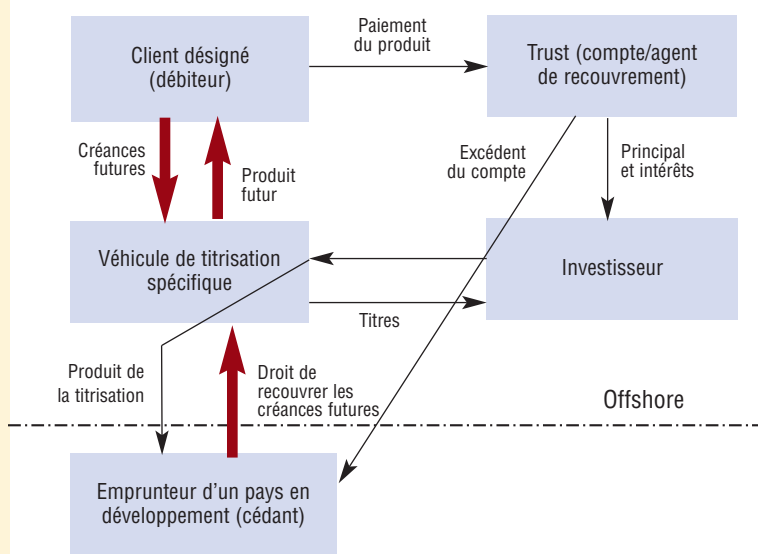 Client désigné
(débiteur)
Paiement
du produit
Trust (compte/agent
de recouvrement)
Créances
futures
Produit
futur
Excédent
du compte
Principal
et intérêts
Véhicule de titrisation
spécifique
Investisseur
Titres
Produit de
la titrisation
Droit de
recouvrer les
créances futures
Offshore
Emprunteur d’un pays en
développement (cédant)